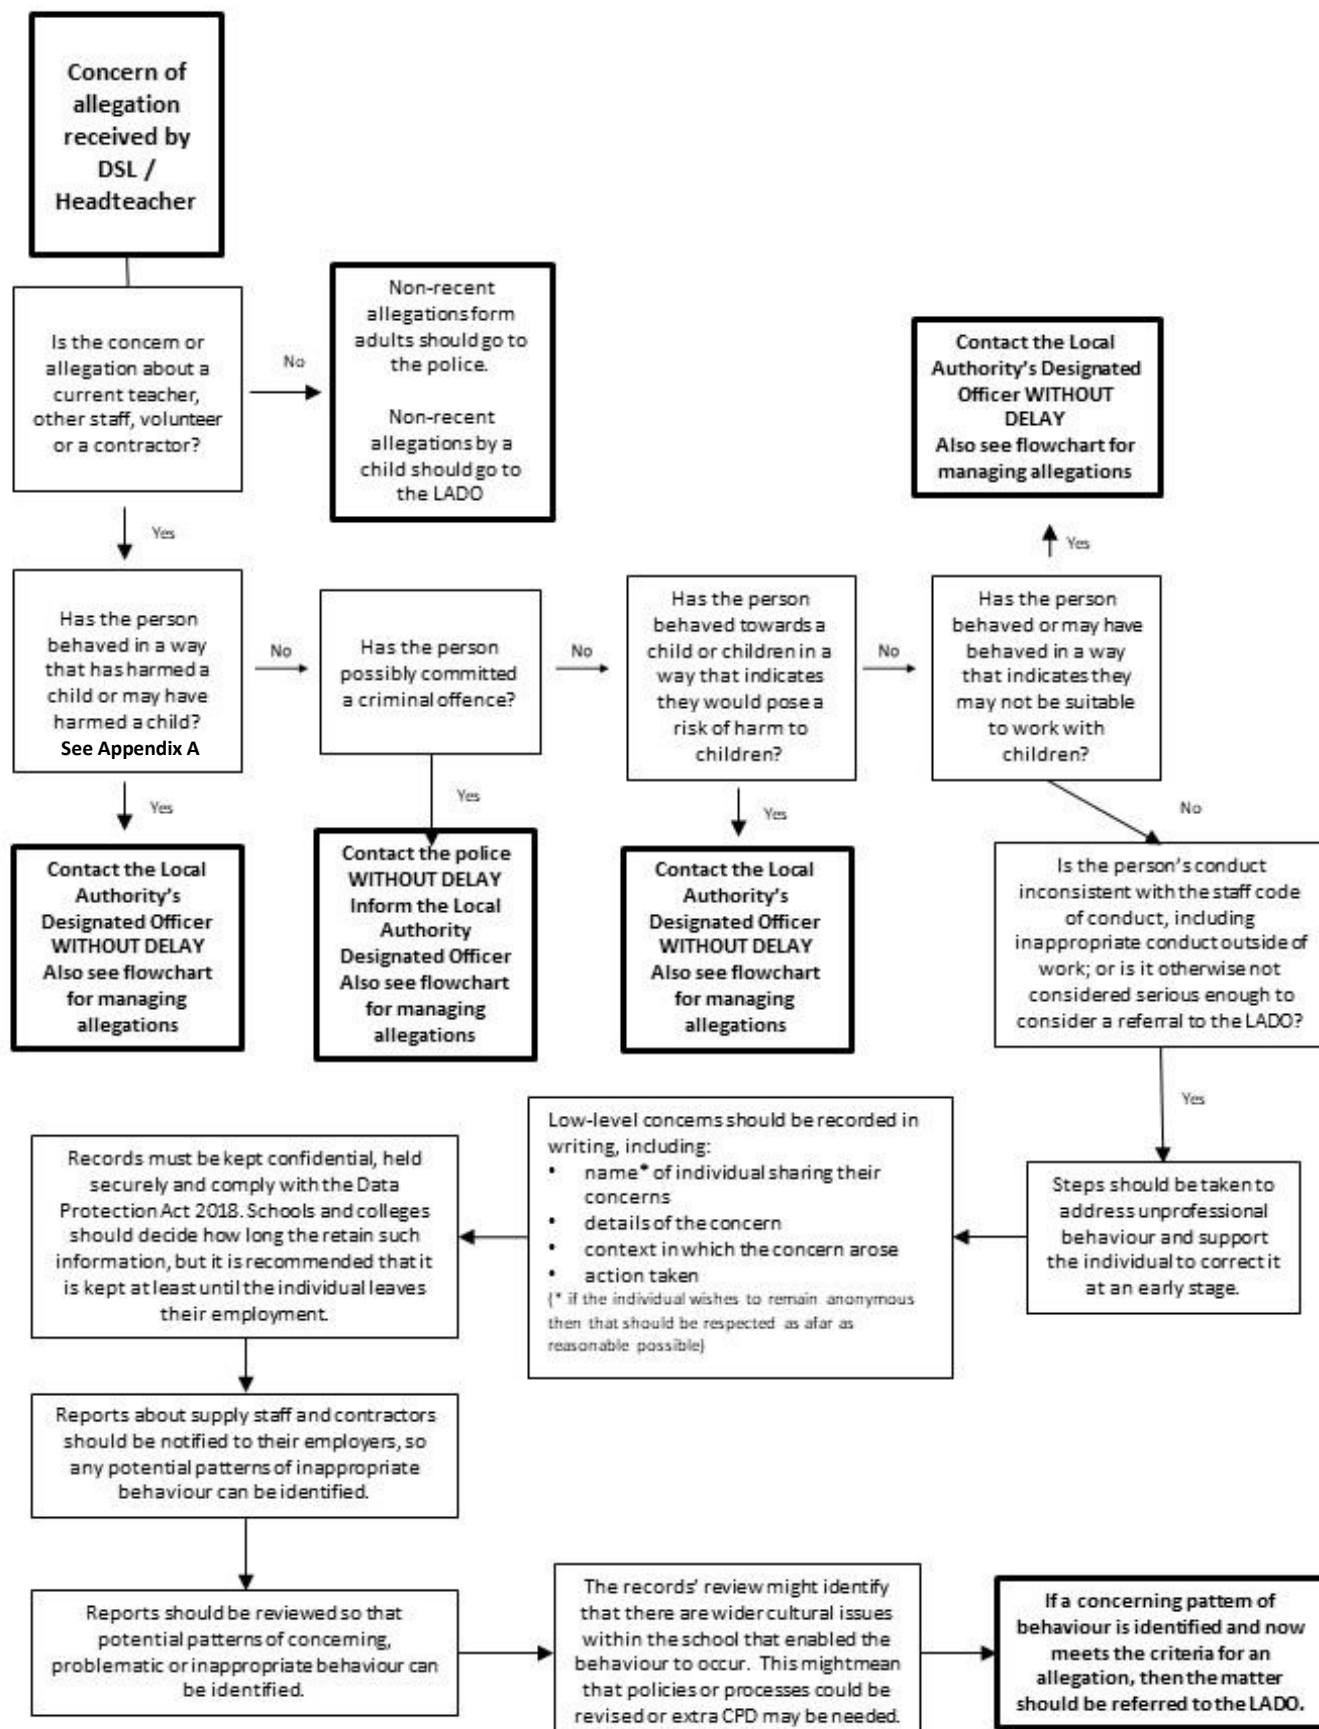 Concern of
allegation
received by
DSL /
Headteacher
Is the concern or
allegation about a
current teacher,
other staff, volunteer
or a contractor?
No
Non-recent
allegations form
adults should go to
the police.
Non-recent
allegations by a
child should go to
the LADO
Yes
Has the person
behaved in a way
that has harmed a
child or may have
harmed a child?
See Appendix A
No
Has the person
possibly committed
a criminal offence?
No
Has the person
behaved towards a
child or children in a
way that indicates
they would pose a
risk of harm to
children?
No
Has the person
behaved or may have
behaved in a way
that indicates they
may not be suitable
to work with
children?
Yes
Contact the Local
Authority's Designated
Officer WITHOUT
DELAY
Also see flowchart for
managing allegations
Yes
Contact the Local
Authority's
Designated Officer
WITHOUT DELAY
Also see flowchart
for managing
allegations
Yes
Contact the police
WITHOUT DELAY
Inform the Local
Authority
Designated Officer
Also see flowchart
for managing
allegations
Yes
Contact the Local
Authority's
Designated Officer
WITHOUT DELAY
Also see flowchart
for managing
allegations
No
Is the person's conduct
inconsistent with the staff code
of conduct, including
inappropriate conduct outside of
work; or is it otherwise not
considered serious enough to
consider a referral to the LADO?
Yes
Steps should be taken to
address unprofessional
behaviour and support
the individual to correct it
at an early stage.
Low-level concerns should be recorded in
writing, including:
• name* of individual sharing their
concerns
• details of the concern
• context in which the concern arose
• action taken
(* if the individual wishes to remain anonymous
then that should be respected as afar as
reasonable possible)
Records must be kept confidential, held
securely and comply with the Data
Protection Act 2018. Schools and colleges
should decide how long the retain such
information, but it is recommended that it
is kept at least until the individual leaves
their employment.
Reports about supply staff and contractors
should be notified to their employers, so
any potential patterns of inappropriate
behaviour can be identified.
Reports should be reviewed so that
potential patterns of concerning,
problematic or inappropriate behaviour can
be identified.
The records' review might identify
that there are wider cultural issues
within the school that enabled the
behaviour to occur. This might mean
that policies or processes could be
revised or extra CPD may be needed.
If a concerning pattern of
behaviour is identified and now
meets the criteria for an
allegation, then the matter
should be referred to the LADO.